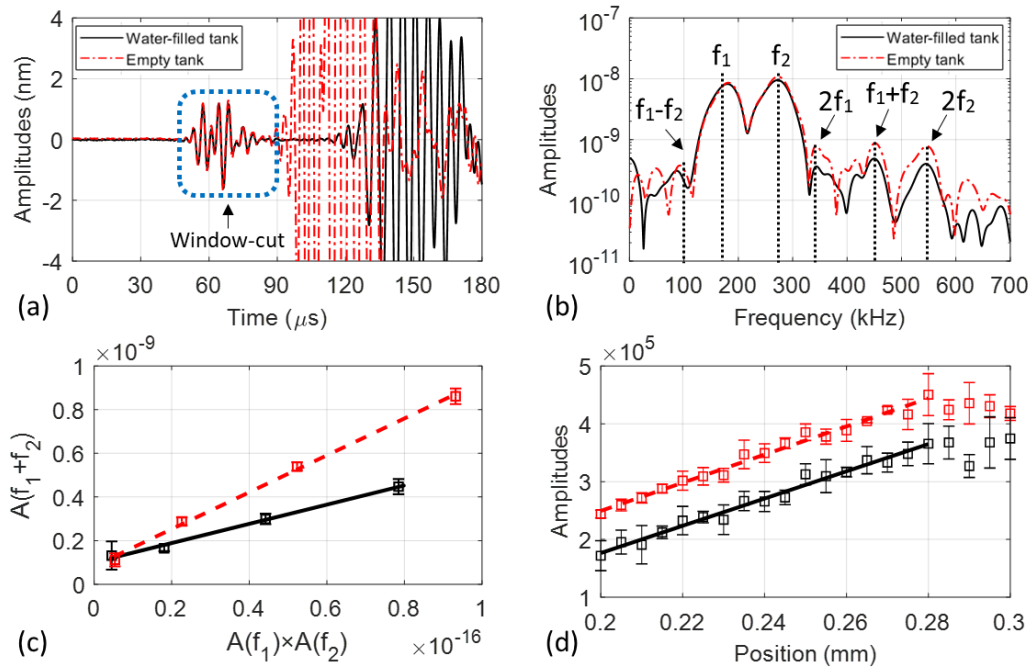 (a)
Amplitudes (nm)
4
2
0
-2
-4
Water-filled tank
Empty tank
Window-cut
0 30 60 90 120 150 180
Time (μs)
(b)
Amplitudes
10⁻⁷
10⁻⁸
10⁻⁹
10⁻¹⁰
10⁻¹¹
Water-filled tank
Empty tank
f₁-f₂
f₁
f₂
2f₁
f₁+f₂
2f₂
0 100 200 300 400 500 600 700
Frequency (kHz)
(c)
×10⁻⁹
A(f₁+f₂)
1
0.8
0.6
0.4
0.2
0
0 0.2 0.4 0.6 0.8 1
A(f₁)×A(f₂)
×10⁻¹⁶
(d)
×10⁵
Amplitudes
5
4
3
2
1
0.2 0.22 0.24 0.26 0.28 0.3
Position (mm)